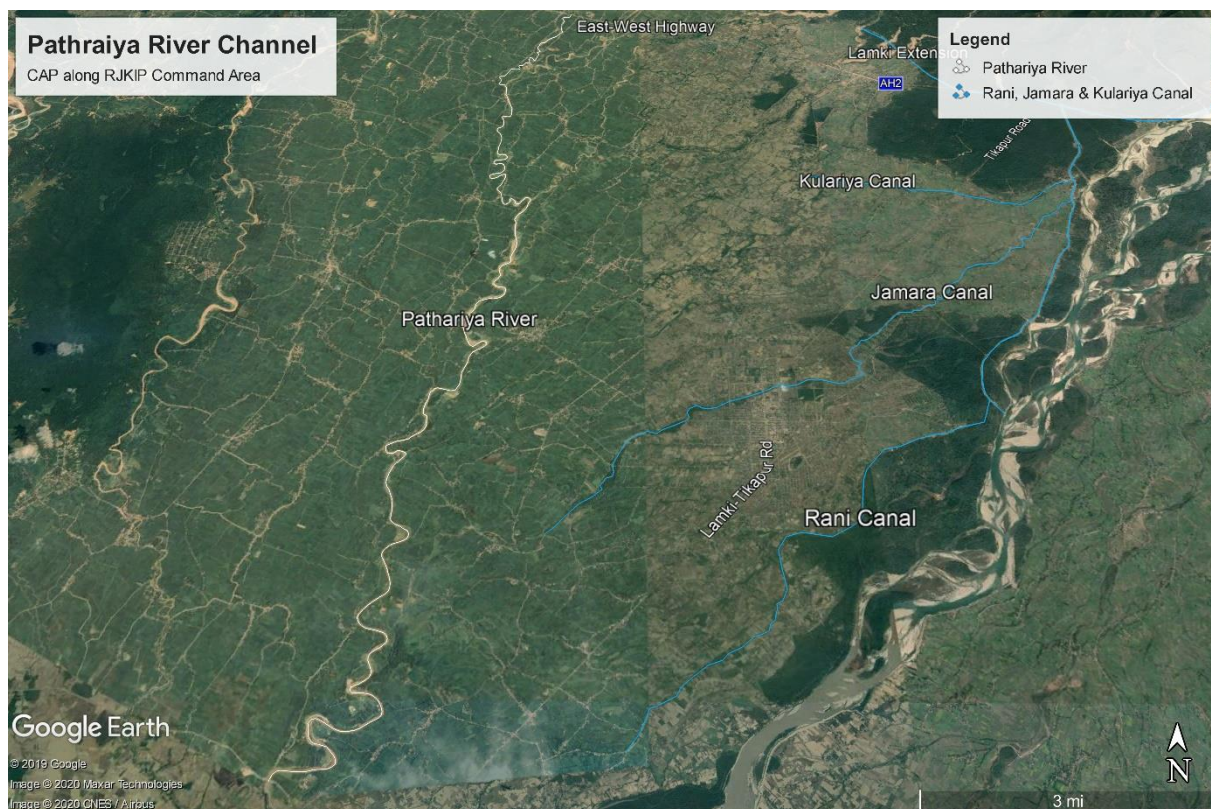 Pathraiya River Channel
CAP along RJKIP Command Area
East-West Highway
Lamki Extension
AH2
Legend
Pathariya River
Rani, Jamara & Kulariya Canal
Tikapur Road
Kulariya Canal
Jamara Canal
Pathariya River
Lamki-Tikapur Rd
Rani Canal
Google Earth
© 2019 Google
Image © 2020 Maxar Technologies
Image © 2020 CNES / Airbus
N
3 mi